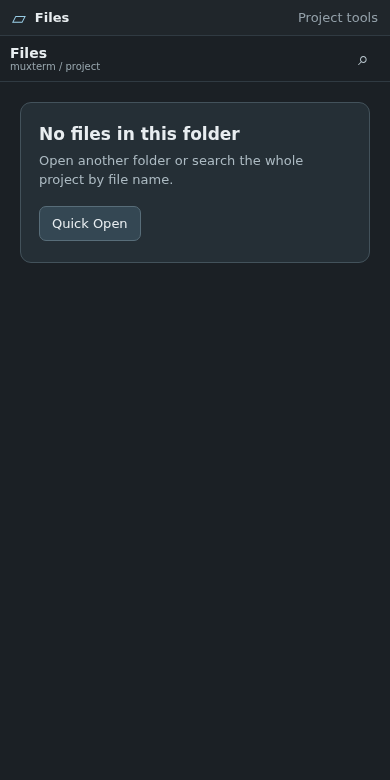 Files
Project tools
Files
muxterm / project
No files in this folder
Open another folder or search the whole
project by file name.
Quick Open